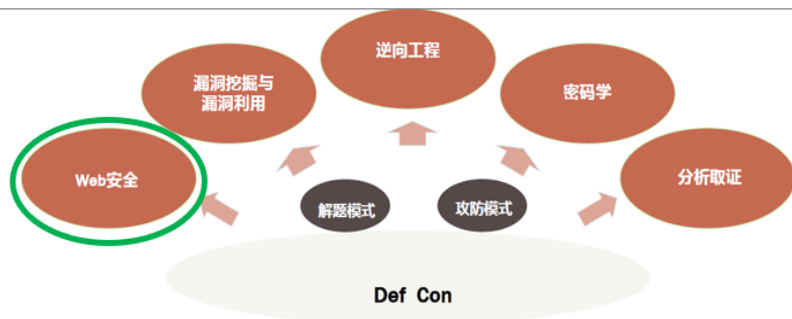 逆向工程
漏洞挖掘与
漏洞利用
密码学
Web安全
分析取证
解题模式
攻防模式
Def Con